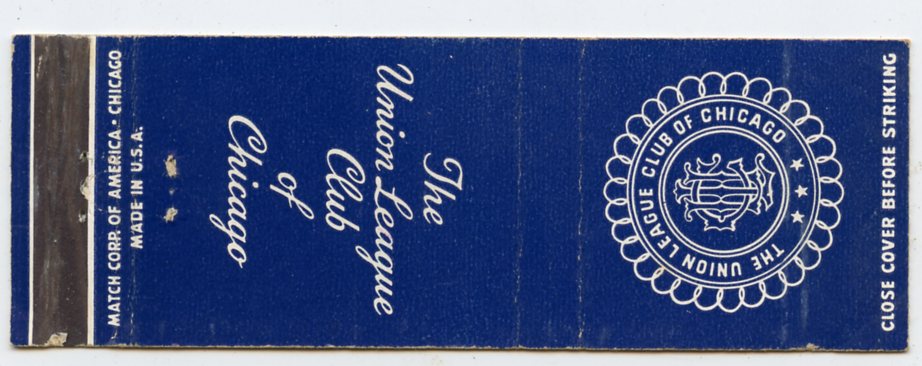 CLOSE COVER BEFORE STRIKING
THE UNION LEAGUE CLUB OF CHICAGO
The
Union League
Club
of
Chicago
MATCH CORP. OF AMERICA • CHICAGO
MADE IN U.S.A.